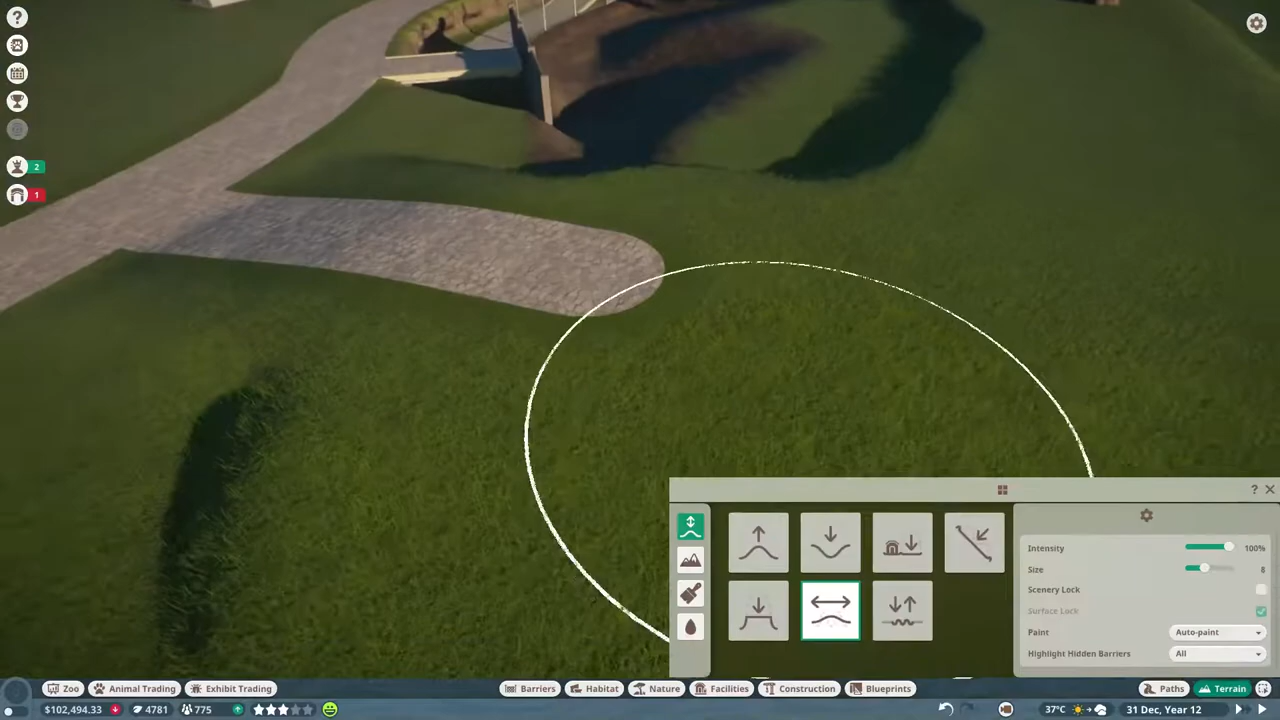 2
1
?
Intensity 100%
Size 8
Scenery Lock
Surface Lock
Paint Auto-paint
Highlight Hidden Barriers All
Zoo Animal Trading Exhibit Trading Barriers Habitat Nature Facilities Construction Blueprints Paths Terrain
$102,494.33 4781 775 37°C 31 Dec, Year 12